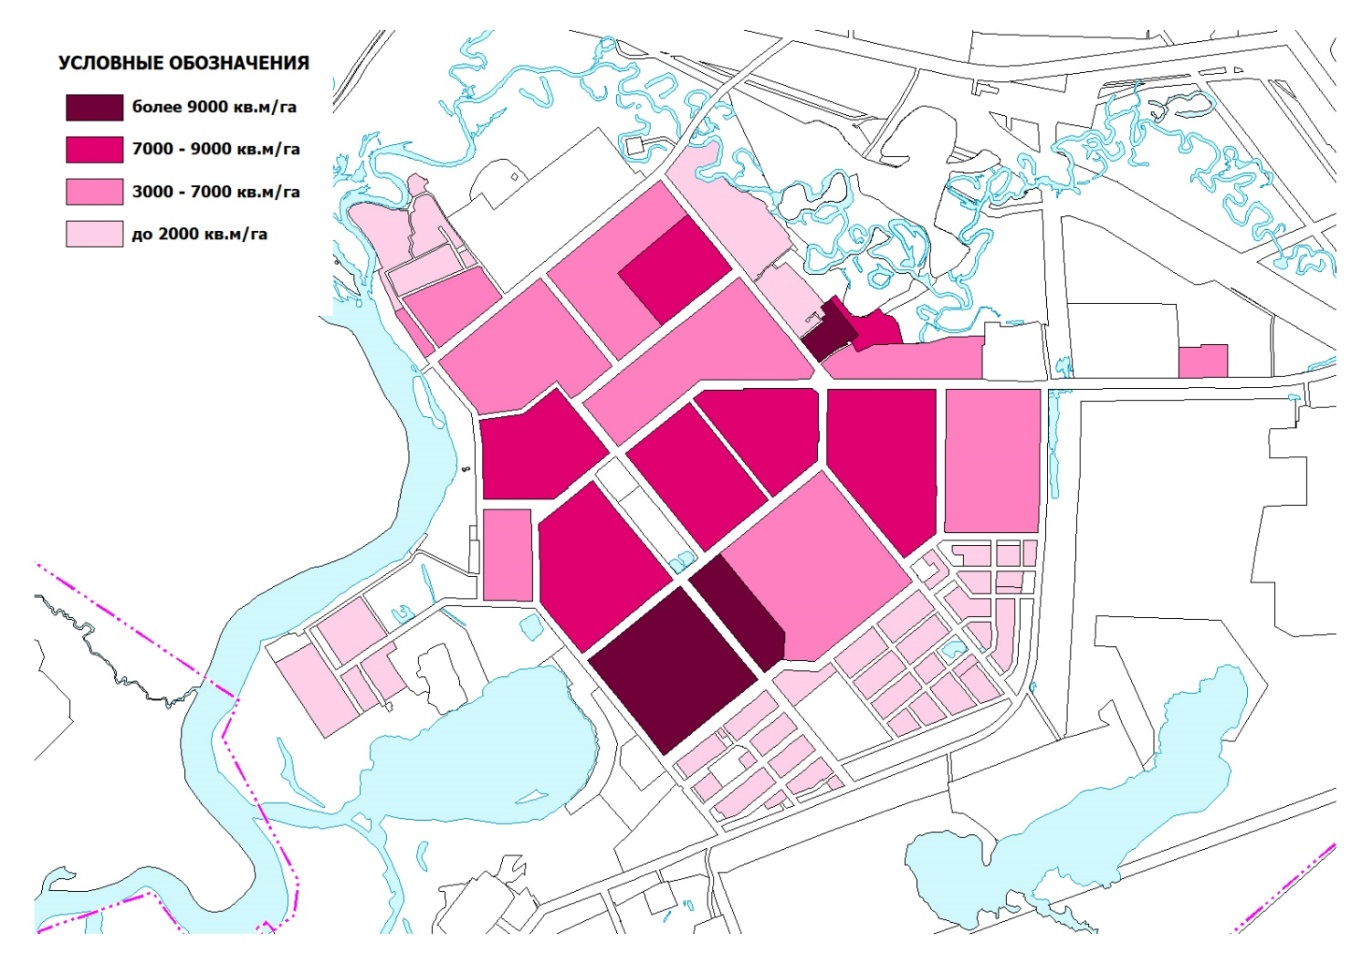 УСЛОВНЫЕ ОБОЗНАЧЕНИЯ
более 9000 кв.м/га
7000 - 9000 кв.м/га
3000 - 7000 кв.м/га
до 2000 кв.м/га